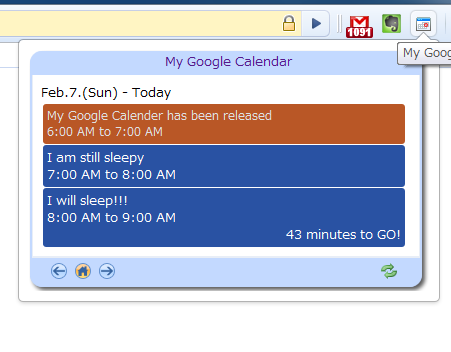 1091
My Goog
My Google Calendar
Feb.7.(Sun) - Today
My Google Calender has been released
6:00 AM to 7:00 AM
I am still sleepy
7:00 AM to 8:00 AM
I will sleep!!!
8:00 AM to 9:00 AM
43 minutes to GO!